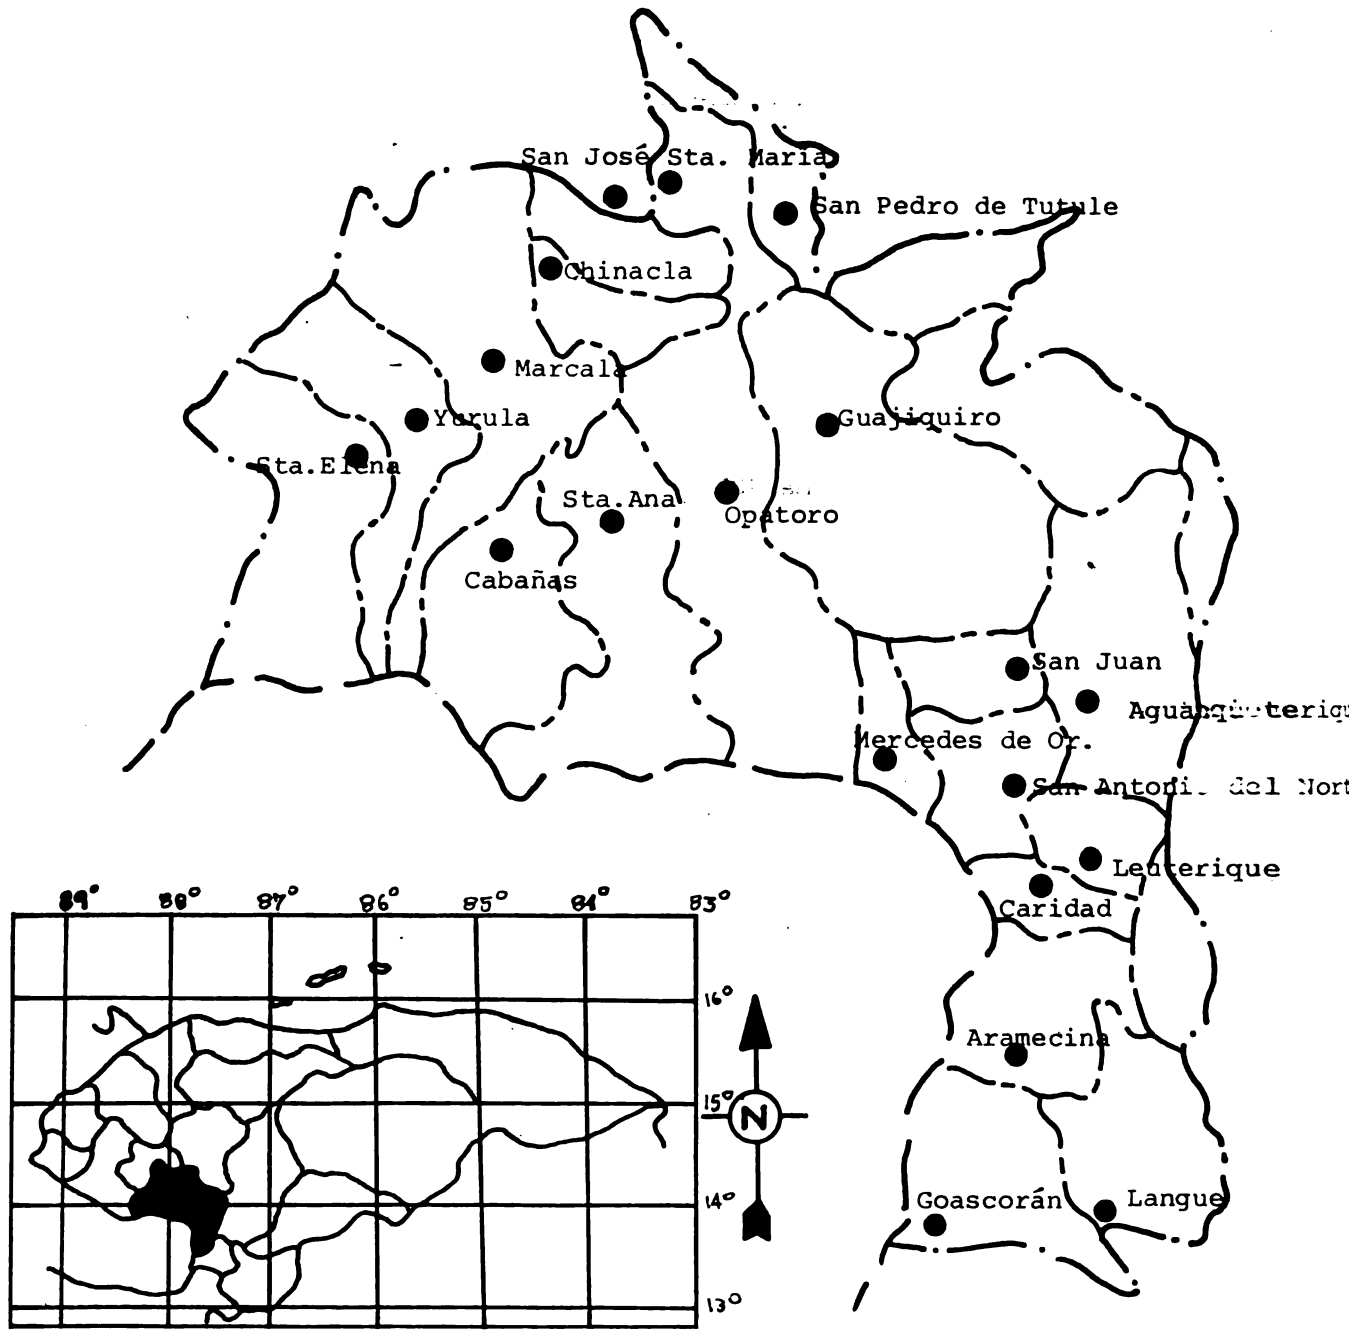 San José Sta. María
San Pedro de Tutule
Chinacla
Marcala
Yurula
Guajiquiro
Sta.Elena
Sta.Ana
Opatoro
Cabañas
San Juan
Mercedes de Or.
Leuterique
Caridad
Aramecina
Goascorán
Langue
89° 88° 87° 86° 85° 84° 83°
16°
15°
N
14°
13°